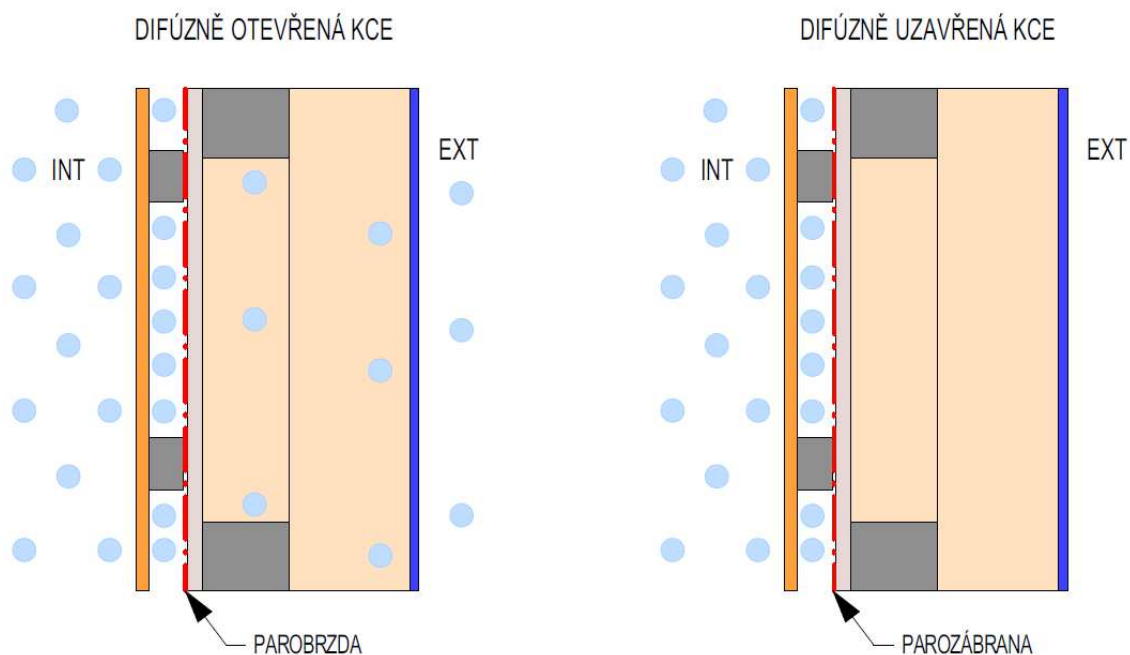 DIFÚZNĚ OTEVŘENÁ KCE
DIFÚZNĚ UZAVŘENÁ KCE
INT
EXT
INT
EXT
PAROBRZDA
PAROZÁBRANA